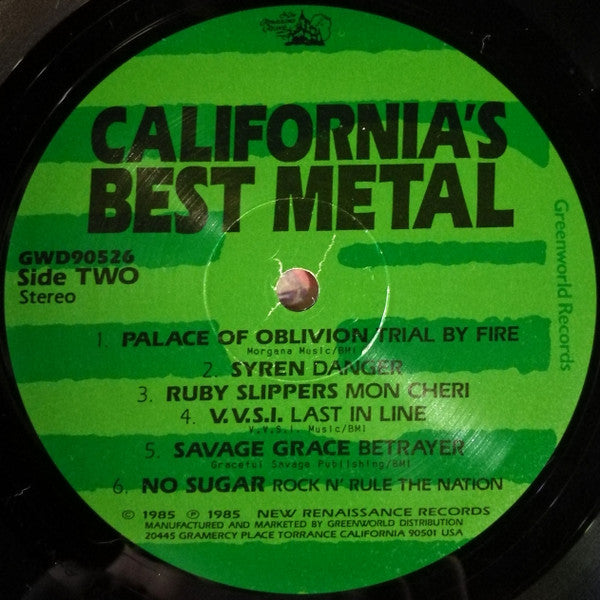 CALIFORNIA'S
BEST METAL
GWD90526
Side TWO
Stereo
Greenworld Records
1. PALACE OF OBLIVION TRIAL BY FIRE
Morgana Music/BMI
2. SYREN DANGER
3. RUBY SLIPPERS MON CHERI
4. V.V.S.I. LAST IN LINE
V.V.S.I. Music/BMI
5. SAVAGE GRACE BETRAYER
Graceful Savage Publishing/BMI
6. NO SUGAR ROCK N' RULE THE NATION
© 1985 ℗ 1985 NEW RENAISSANCE RECORDS
MANUFACTURED AND MARKETED BY GREENWORLD DISTRIBUTION
20445 GRAMERCY PLACE TORRANCE CALIFORNIA 90501 USA